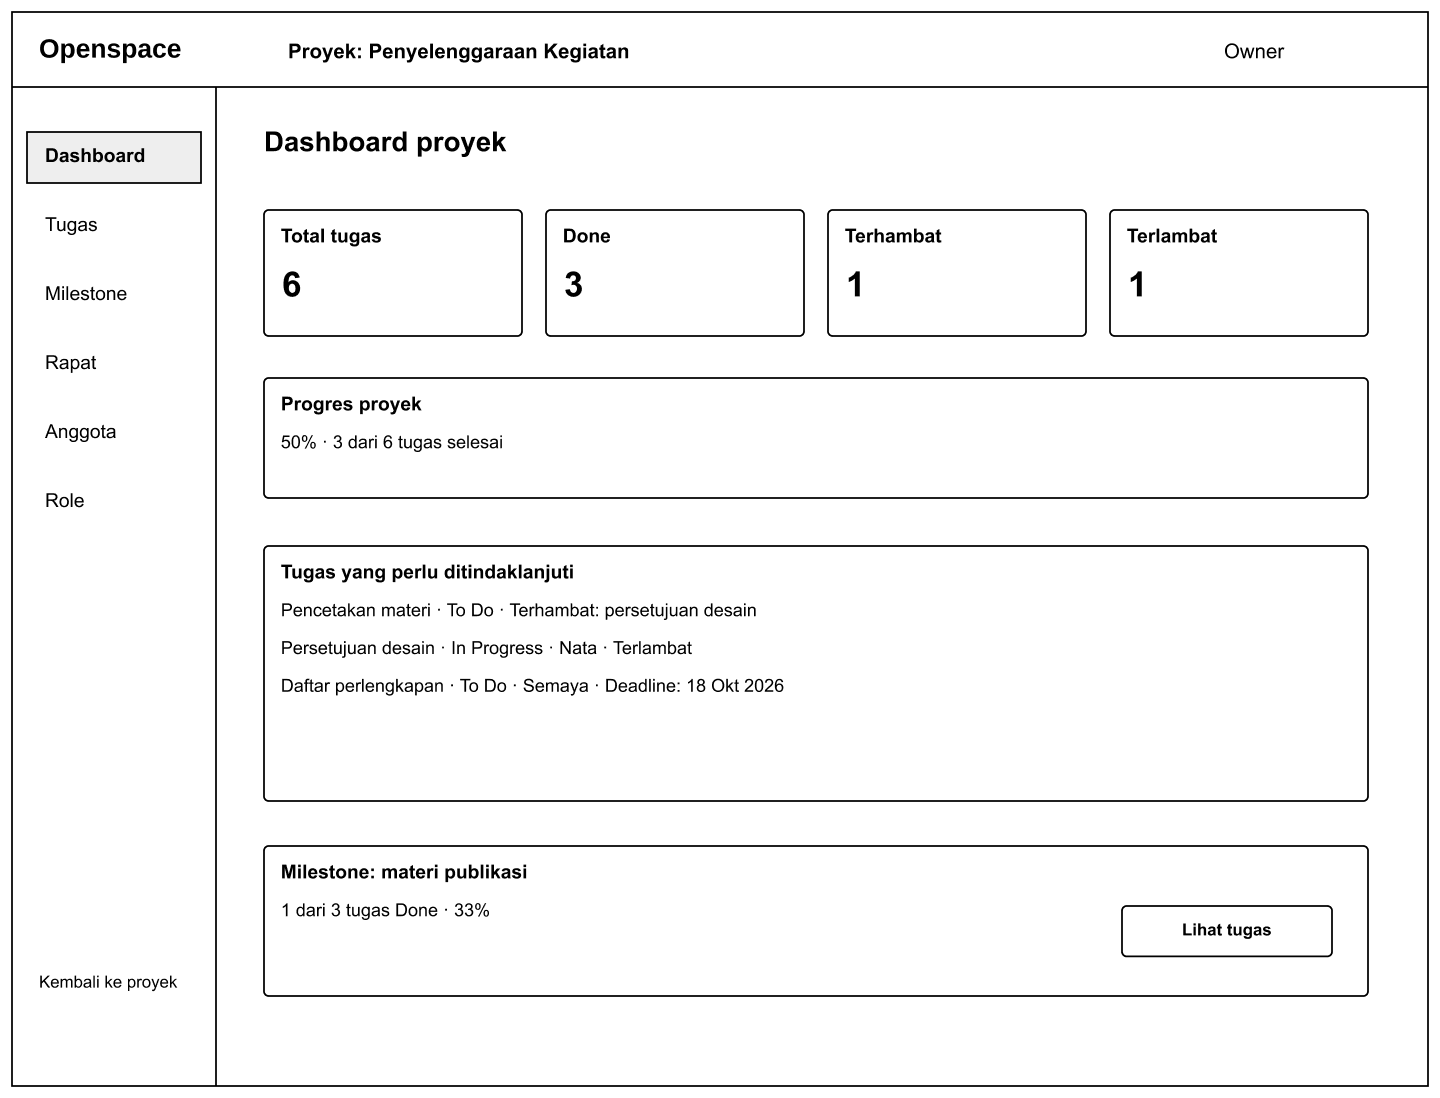 Openspace
Proyek: Penyelenggaraan Kegiatan
Owner
Dashboard
Tugas
Milestone
Rapat
Anggota
Role
Kembali ke proyek
Dashboard proyek
Total tugas
6
Done
3
Terhambat
1
Terlambat
1
Progres proyek
50% · 3 dari 6 tugas selesai
Tugas yang perlu ditindaklanjuti
Pencetakan materi · To Do · Terhambat: persetujuan desain
Persetujuan desain · In Progress · Nata · Terlambat
Daftar perlengkapan · To Do · Semaya · Deadline: 18 Okt 2026
Milestone: materi publikasi
1 dari 3 tugas Done · 33%
Lihat tugas